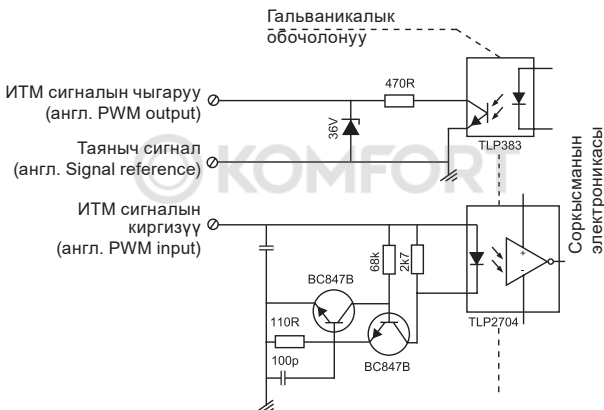 Гальваникалык
обочолонуу
ИТМ сигналын чыгаруу
(англ. PWM output)
470R
36V
TLP383
Таяныч сигнал
(англ. Signal reference)
KOMFORT
ИТМ сигналын
киргизүү
(англ. PWM input)
68k
2k7
BC847B
110R
100p
BC847B
+
-
TLP2704
Соркысманын
электроникасы